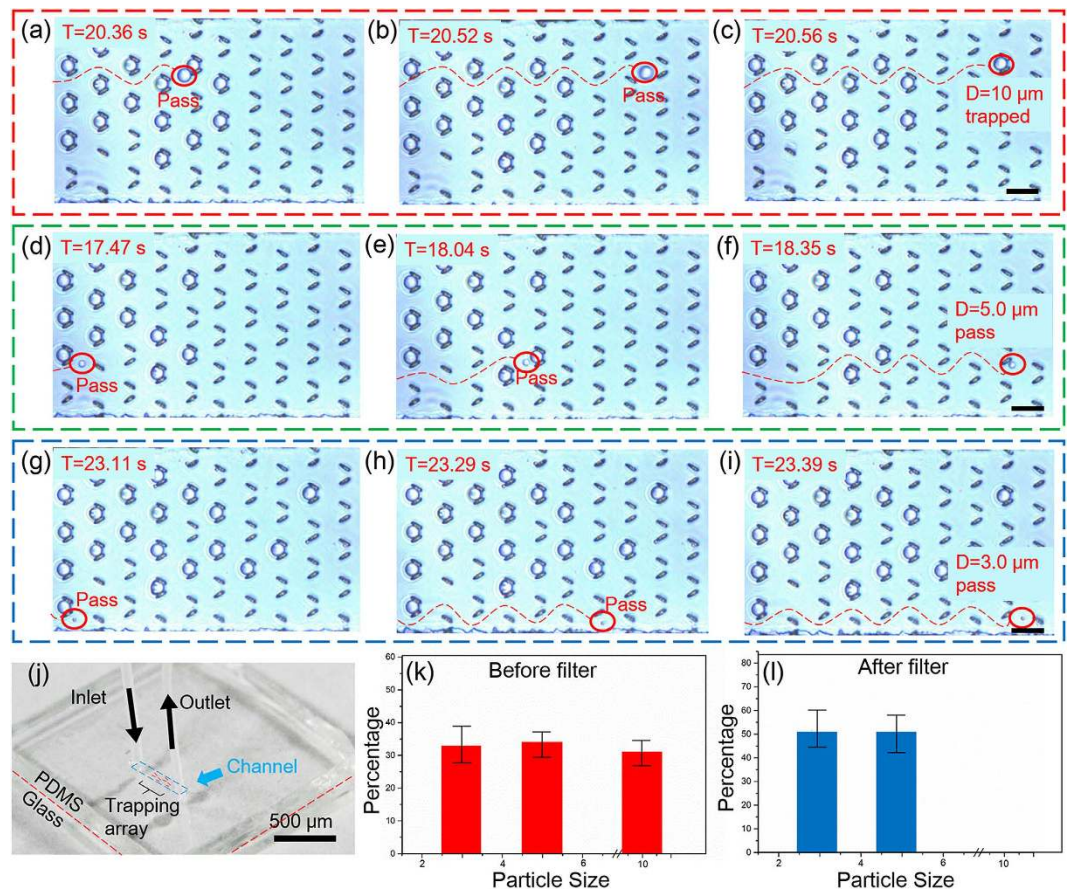 (a) T=20.36 s
Pass
(b) T=20.52 s
Pass
(c) T=20.56 s
D=10 μm
trapped
(d) T=17.47 s
Pass
(e) T=18.04 s
Pass
(f) T=18.35 s
D=5.0 μm
pass
(g) T=23.11 s
Pass
(h) T=23.29 s
Pass
(i) T=23.39 s
D=3.0 μm
pass
(j)
Inlet
Outlet
Channel
PDMS
Glass
Trapping
array
500 μm
(k) Before filter
Percentage
60
50
40
30
20
10
0
2 4 6 10
Particle Size
(l) After filter
Percentage
80
70
60
50
40
30
20
10
0
2 4 6 10
Particle Size